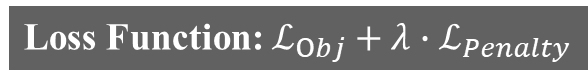 Loss Function: ℒ_Obj + λ · ℒ_Penalty